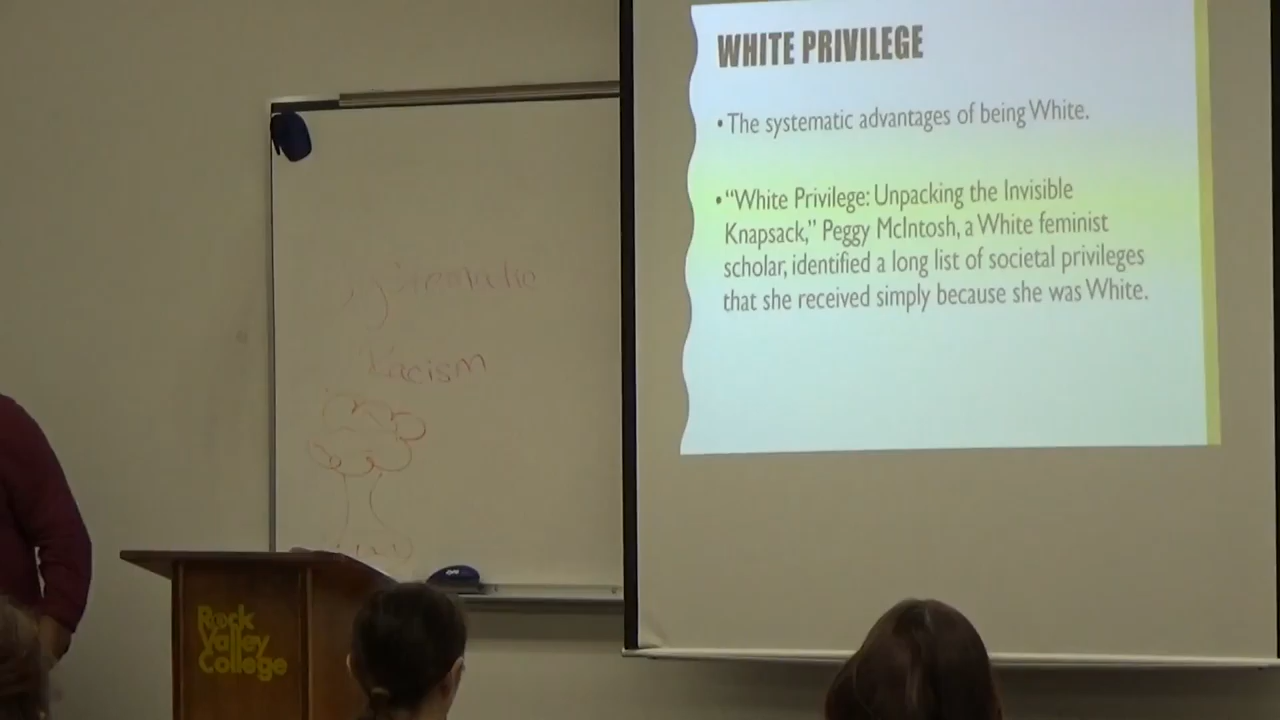 WHITE PRIVILEGE
• The systematic advantages of being White.
• “White Privilege: Unpacking the Invisible
Knapsack,” Peggy McIntosh, a White feminist
scholar, identified a long list of societal privileges
that she received simply because she was White.
Systematic
Racism
Rock
Valley
College